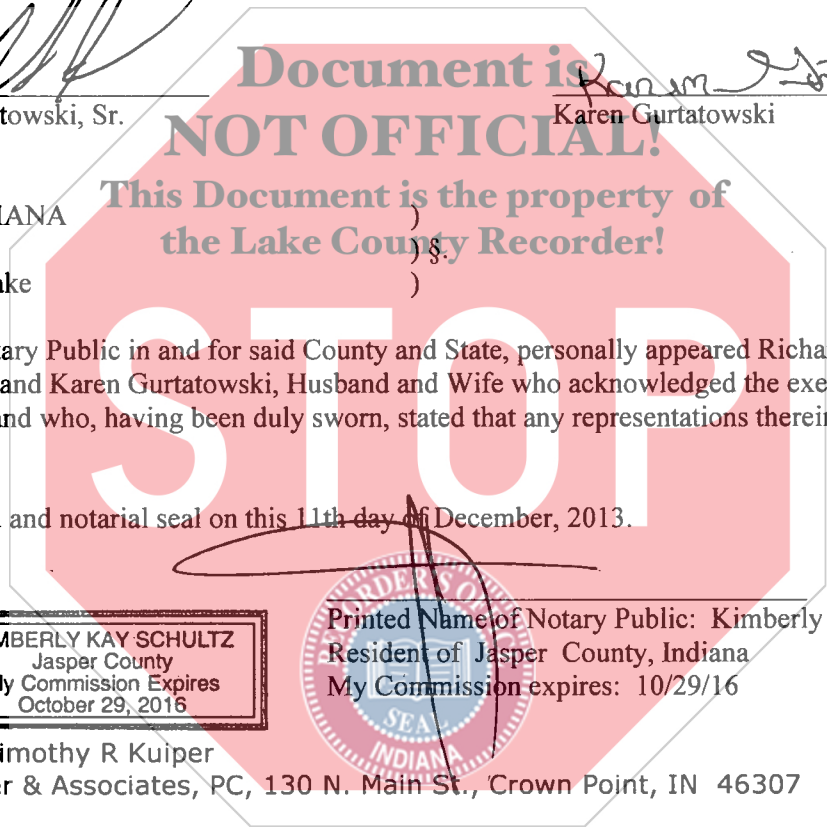 Document is
NOT OFFICIAL!
This Document is the property of
the Lake County Recorder!
STOP
towski, Sr.
Karen Gurtatowski
IANA )
) §.
ake )
tary Public in and for said County and State, personally appeared Richa
and Karen Gurtatowski, Husband and Wife who acknowledged the exe
and who, having been duly sworn, stated that any representations therein
and notarial seal on this 11th day of December, 2013.
MBERLY KAY SCHULTZ
Jasper County
My Commission Expires
October 29, 2016
Printed Name of Notary Public: Kimberly
Resident of Jasper County, Indiana
My Commission expires: 10/29/16
RECORDER'S OFFICE
SEAL
INDIANA
imothy R Kuiper
r & Associates, PC, 130 N. Main St., Crown Point, IN 46307